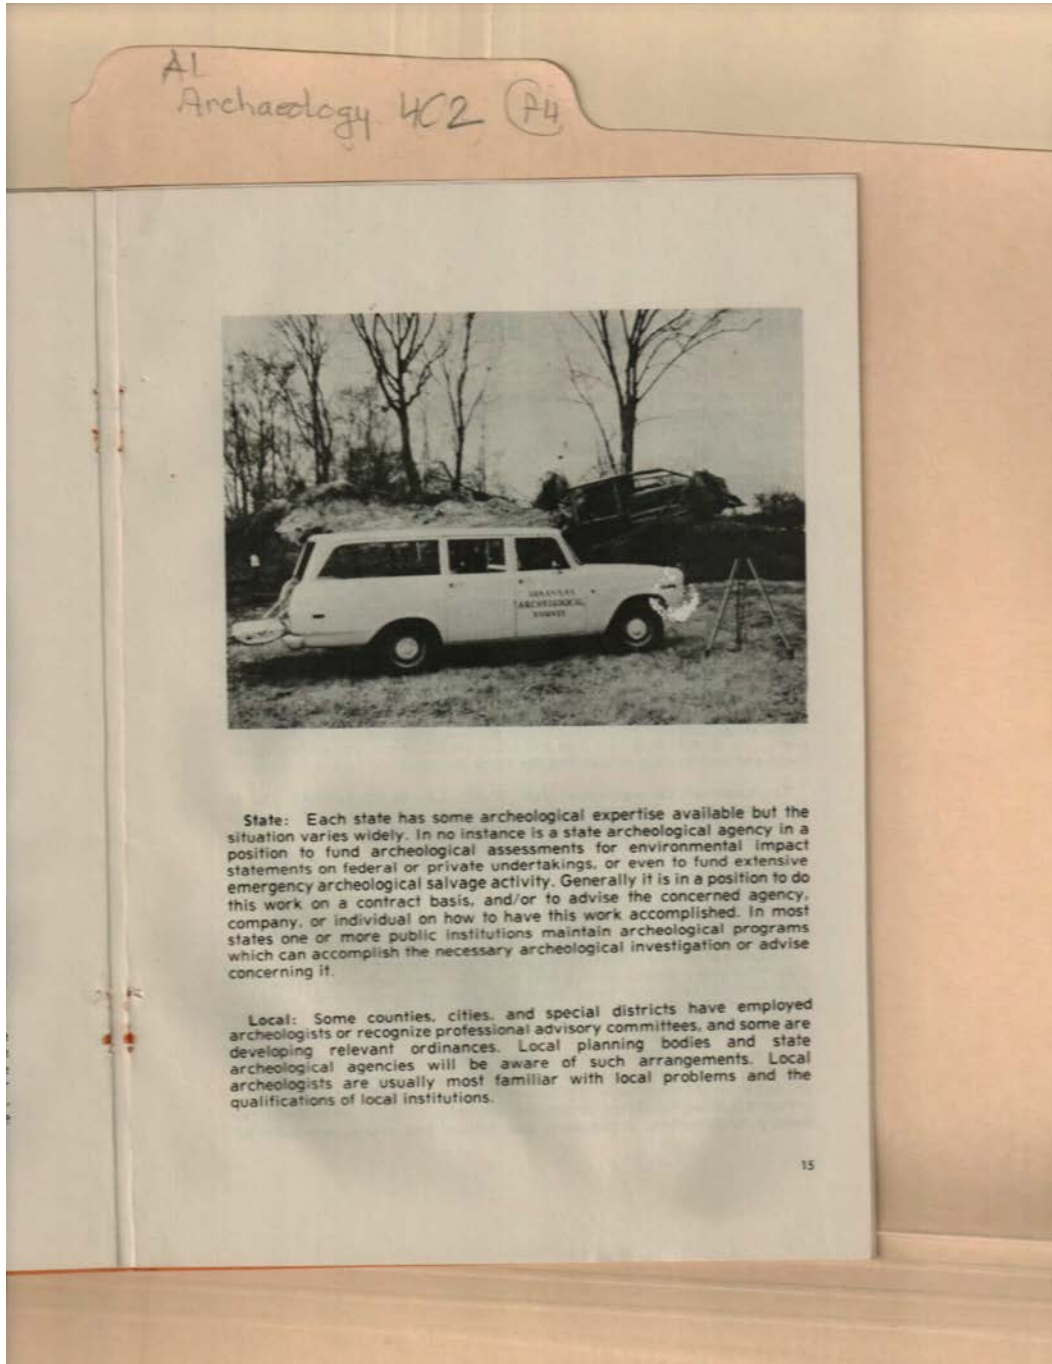 AL
Archaeology 4C2 P4
ARKANSAS
ARCHEOLOGICAL
SURVEY
State: Each state has some archeological expertise available but the
situation varies widely. In no instance is a state archeological agency in a
position to fund archeological assessments for environmental impact
statements on federal or private undertakings, or even to fund extensive
emergency archeological salvage activity. Generally it is in a position to do
this work on a contract basis, and/or to advise the concerned agency,
company, or individual on how to have this work accomplished. In most
states one or more public institutions maintain archeological programs
which can accomplish the necessary archeological investigation or advise
concerning it.
Local: Some counties, cities, and special districts have employed
archeologists or recognize professional advisory committees, and some are
developing relevant ordinances. Local planning bodies and state
archeological agencies will be aware of such arrangements. Local
archeologists are usually most familiar with local problems and the
qualifications of local institutions.
15